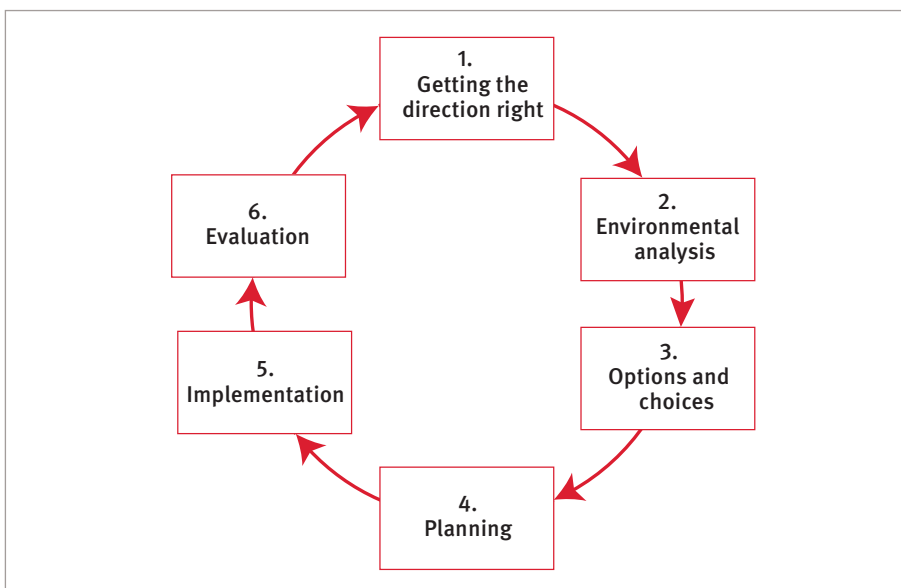 1.
Getting the
direction right
2.
Environmental
analysis
3.
Options and
choices
4.
Planning
5.
Implementation
6.
Evaluation